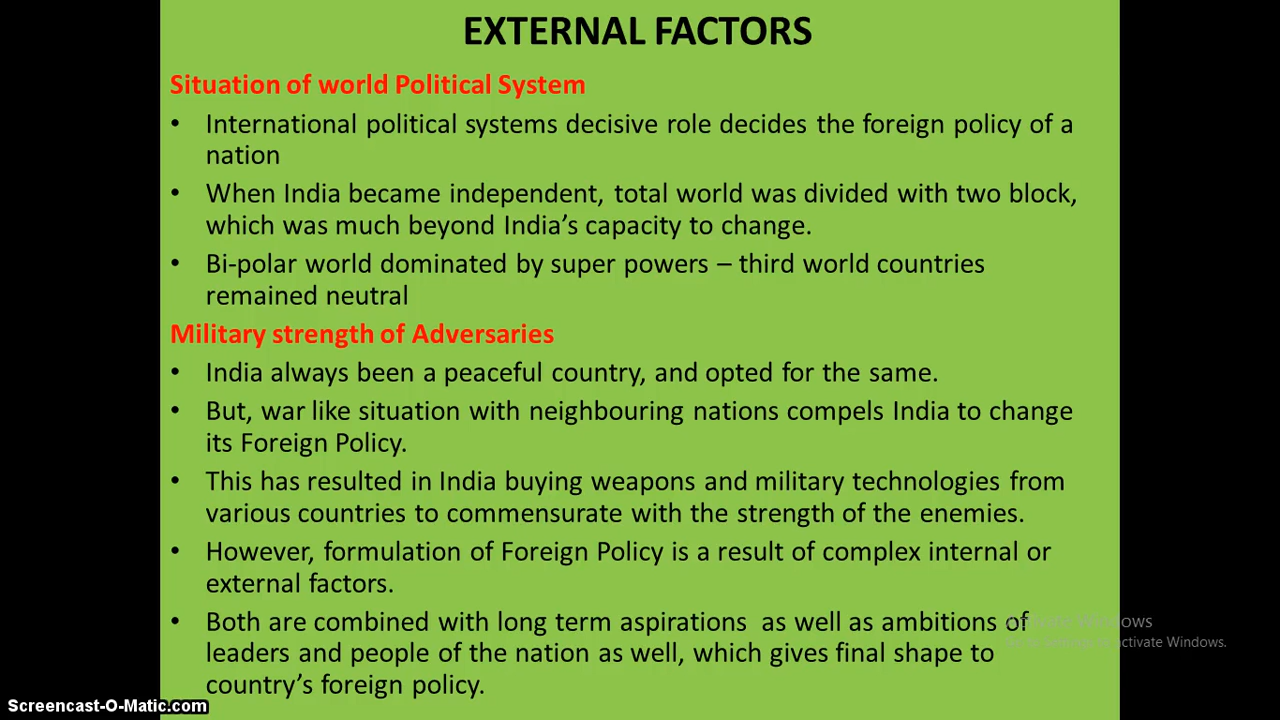 EXTERNAL FACTORS
Situation of world Political System
• International political systems decisive role decides the foreign policy of a
nation
• When India became independent, total world was divided with two block,
which was much beyond India's capacity to change.
• Bi-polar world dominated by super powers – third world countries
remained neutral
Military strength of Adversaries
• India always been a peaceful country, and opted for the same.
• But, war like situation with neighbouring nations compels India to change
its Foreign Policy.
• This has resulted in India buying weapons and military technologies from
various countries to commensurate with the strength of the enemies.
• However, formulation of Foreign Policy is a result of complex internal or
external factors.
• Both are combined with long term aspirations as well as ambitions of
leaders and people of the nation as well, which gives final shape to
country's foreign policy.
Activate Windows
activate Windows.
Screencast-O-Matic.com